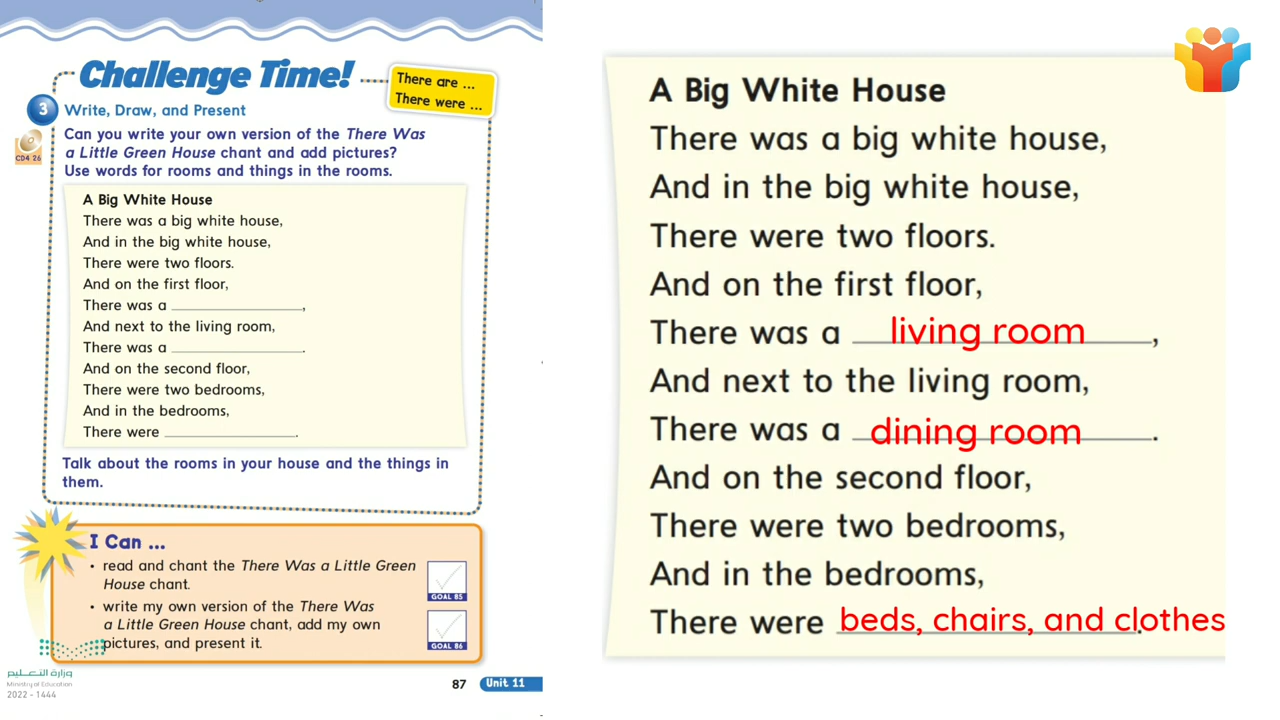 Challenge Time!
There are ...
There were ...
3 Write, Draw, and Present
CD4 26
Can you write your own version of the There Was
a Little Green House chant and add pictures?
Use words for rooms and things in the rooms.
A Big White House
There was a big white house,
And in the big white house,
There were two floors.
And on the first floor,
There was a ____________,
And next to the living room,
There was a ____________.
And on the second floor,
There were two bedrooms,
And in the bedrooms,
There were ____________.
Talk about the rooms in your house and the things in
them.
I Can ...
• read and chant the There Was a Little Green
House chant.
GOAL 85
• write my own version of the There Was
a Little Green House chant, add my own
pictures, and present it.
GOAL 86
وزارة التعليم
Ministry of Education
2022 - 1444
87 Unit 11
A Big White House
There was a big white house,
And in the big white house,
There were two floors.
And on the first floor,
There was a living room,
And next to the living room,
There was a dining room.
And on the second floor,
There were two bedrooms,
And in the bedrooms,
There were beds, chairs, and clothes.